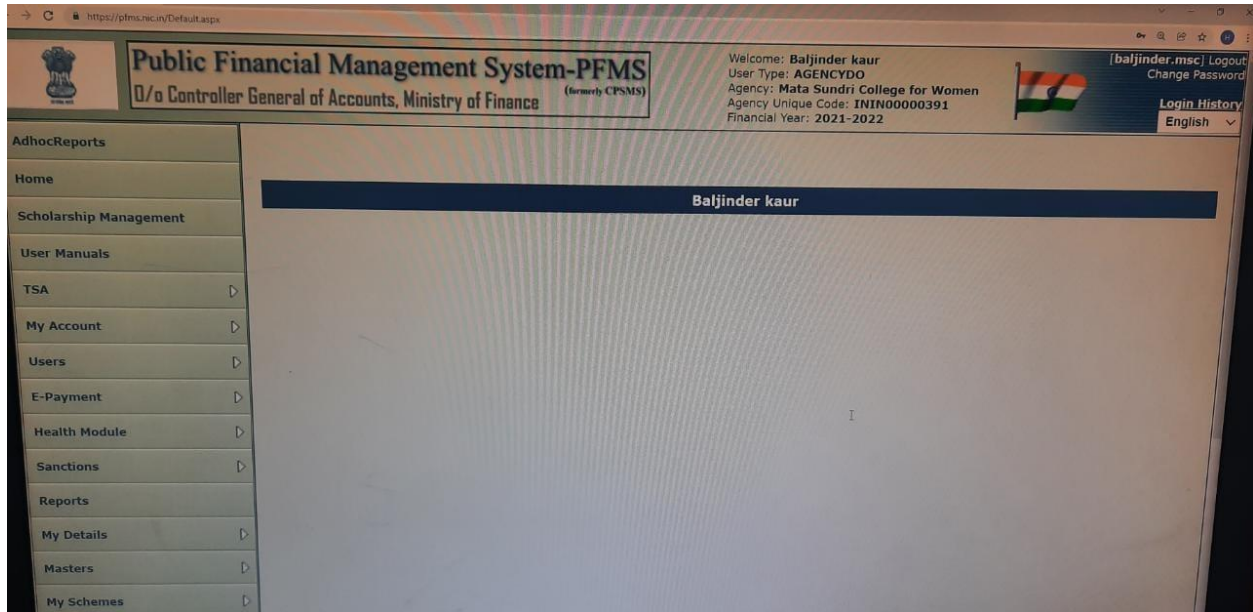 https://pfms.nic.in/Default.aspx
Public Financial Management System-PFMS
(formerly CPSMS)
O/o Controller General of Accounts, Ministry of Finance
Welcome: Baljinder kaur
User Type: AGENCYDO
Agency: Mata Sundri College for Women
Agency Unique Code: ININ00000391
Financial Year: 2021-2022
[baljinder.msc] Logout
Change Password
Login History
English
AdhocReports
Home
Scholarship Management
User Manuals
TSA
My Account
Users
E-Payment
Health Module
Sanctions
Reports
My Details
Masters
My Schemes
Baljinder kaur